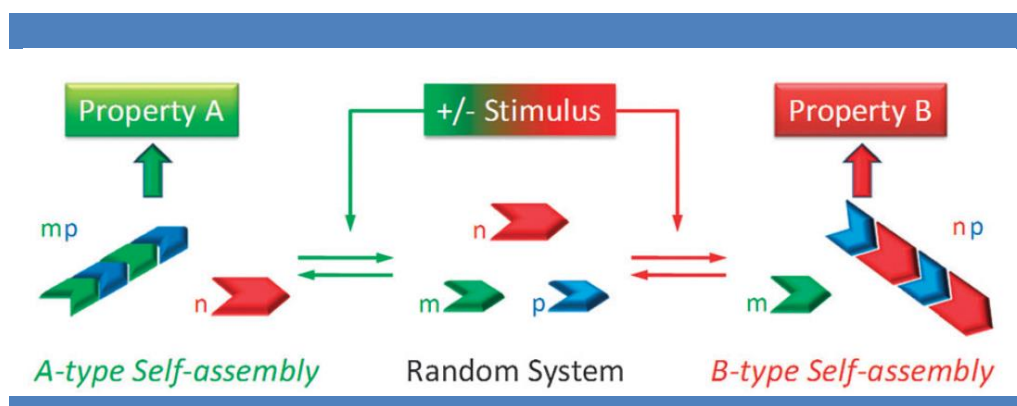 Property A
+/- Stimulus
Property B
mp
n
n
m
p
m
np
A-type Self-assembly
Random System
B-type Self-assembly